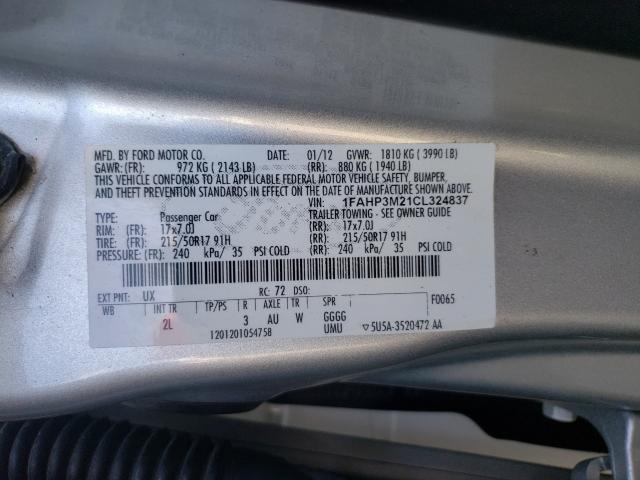 MFD. BY FORD MOTOR CO. DATE: 01/12 GVWR: 1810 KG ( 3990 LB)
GAWR: (FR): 972 KG ( 2143 LB) (RR): 880 KG ( 1940 LB)
THIS VEHICLE CONFORMS TO ALL APPLICABLE FEDERAL MOTOR VEHICLE SAFETY, BUMPER,
AND THEFT PREVENTION STANDARDS IN EFFECT ON THE DATE OF MANUFACTURE SHOWN ABOVE.
VIN: 1FAHP3M21CL324837
TYPE: Passenger Car TRAILER TOWING - SEE OWNER GUIDE
RIM: (FR): 17x7.0J (RR): 17x7.0J
TIRE: (FR): 215/50R17 91H (RR): 215/50R17 91H
PRESSURE: (FR): 240 kPa/ 35 PSI COLD (RR): 240 kPa/ 35 PSI COLD
EXT PNT: UX RC: 72 DSO: F0065
WB INT TR TP/PS R AXLE TR SPR
2L 3 AU W GGGG
1201201054758 UMU ▽5U5A-3520472 AA